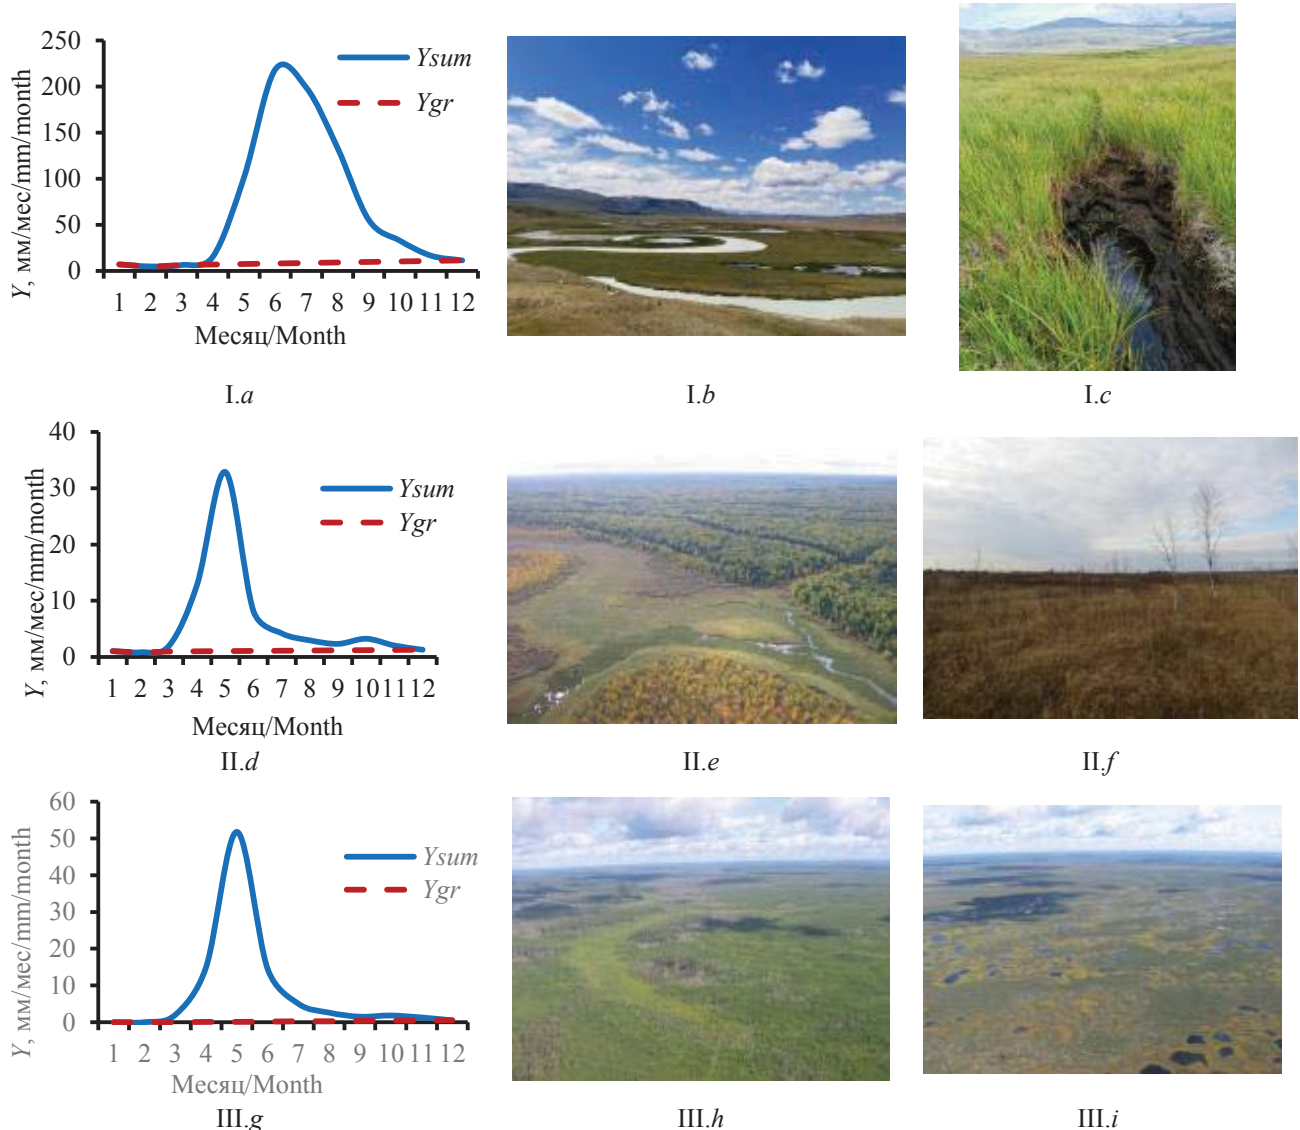 250
200
150
100
50
0
Y, мм/мес/mm/month
Ysum
Ygr
1 2 3 4 5 6 7 8 9 10 11 12
Месяц/Month
I.a
I.b
I.c
40
30
20
10
0
Y, мм/мес/mm/month
Ysum
Ygr
1 2 3 4 5 6 7 8 9 10 11 12
Месяц/Month
II.d
II.e
II.f
60
50
40
30
20
10
0
Y, мм/мес/mm/month
Ysum
Ygr
1 2 3 4 5 6 7 8 9 10 11 12
Месяц/Month
III.g
III.h
III.i